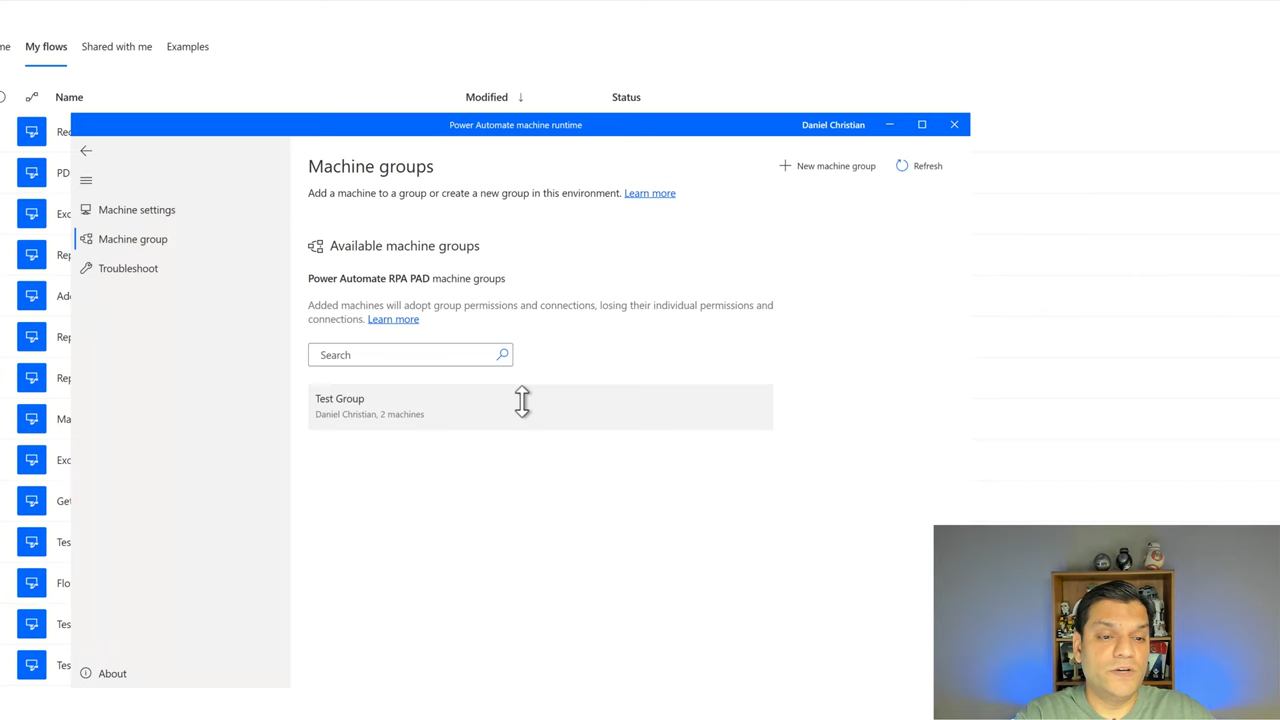 My flows Shared with me Examples
Name Modified ↓ Status
Power Automate machine runtime Daniel Christian
Machine settings
Machine group
Troubleshoot
About
Machine groups
New machine group Refresh
Add a machine to a group or create a new group in this environment. Learn more
Available machine groups
Power Automate RPA PAD machine groups
Added machines will adopt group permissions and connections, losing their individual permissions and
connections. Learn more
Search
Test Group
Daniel Christian, 2 machines